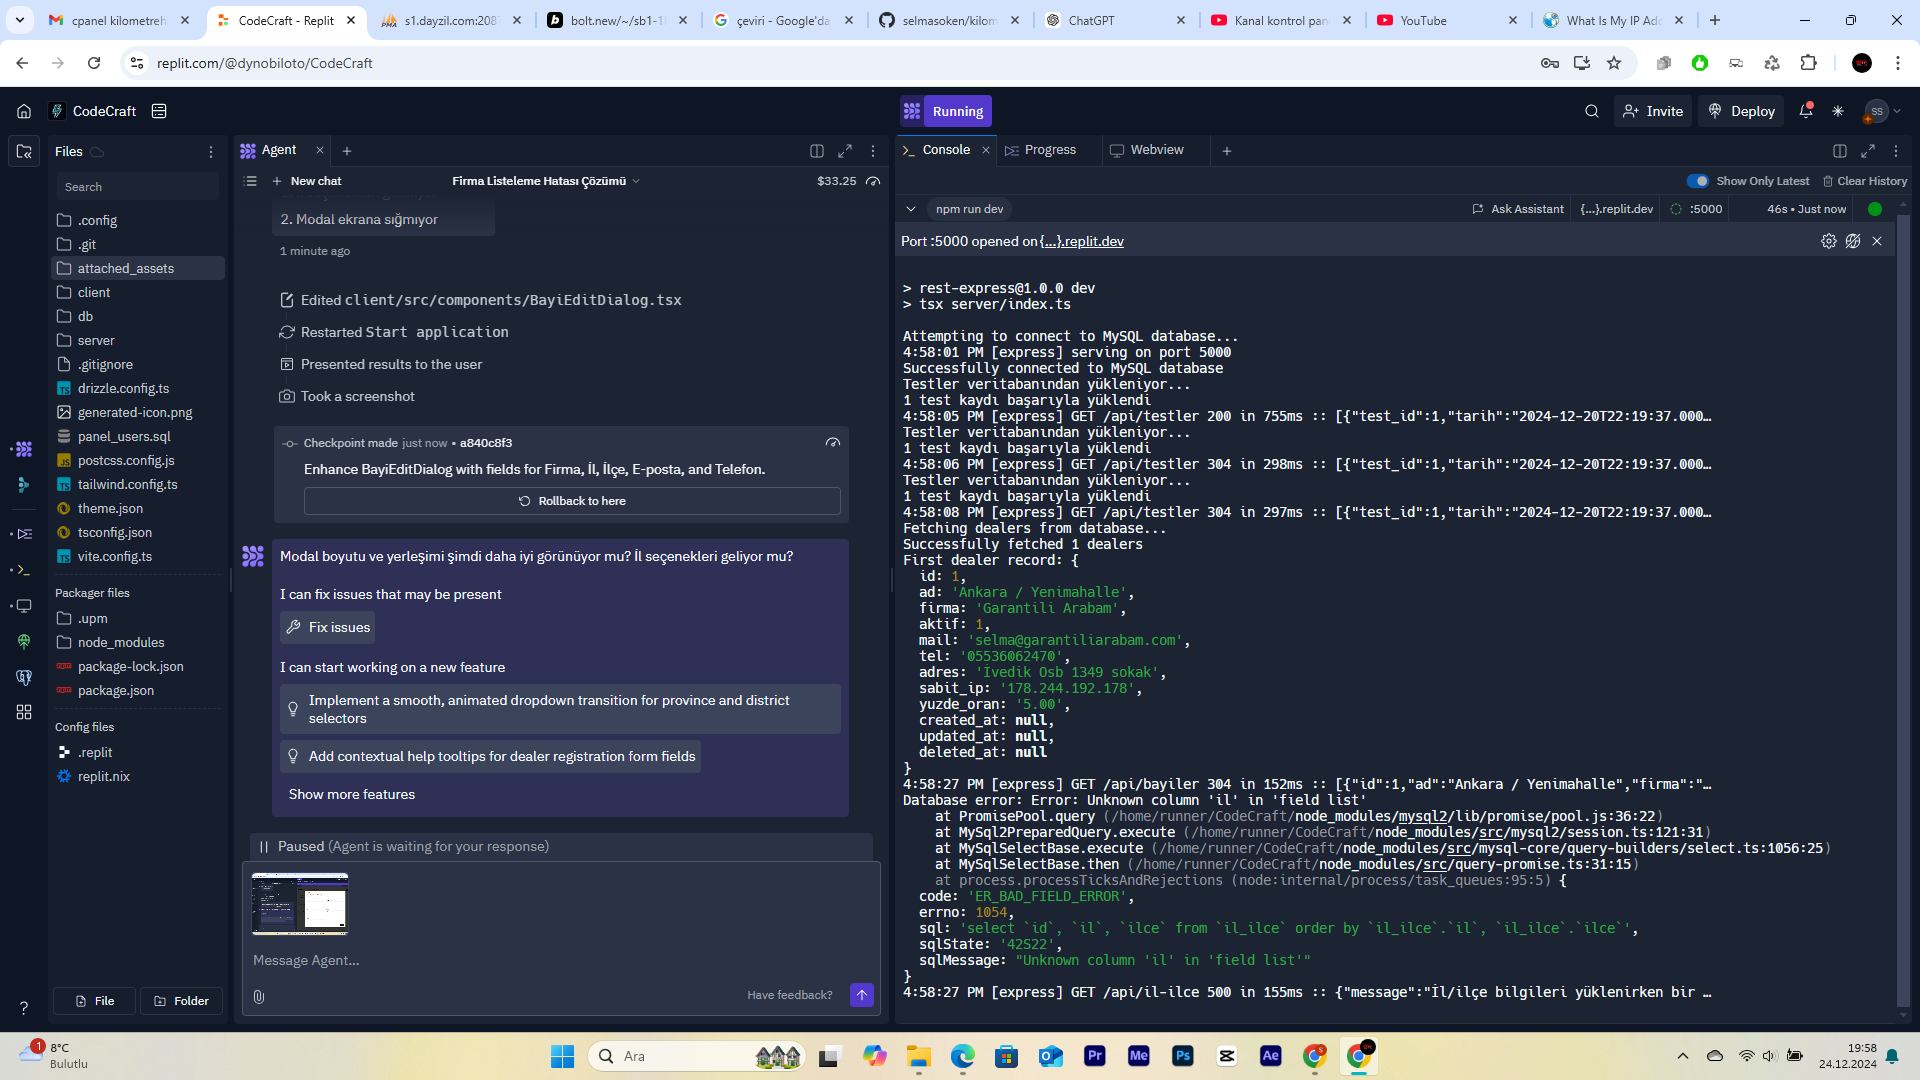 cpanel kilometreh
CodeCraft - Replit
s1.dayzil.com:2087
bolt.new/~/sb1-1
çeviri - Google'da
selmasoken/kilom
ChatGPT
Kanal kontrol pan
YouTube
What Is My IP Add
replit.com/@dynobiloto/CodeCraft
CodeCraft
Running
Invite
Deploy
SS
Files
Search
.config
.git
attached_assets
client
db
server
.gitignore
drizzle.config.ts
generated-icon.png
panel_users.sql
postcss.config.js
tailwind.config.ts
theme.json
tsconfig.json
vite.config.ts
Packager files
.upm
node_modules
package-lock.json
package.json
Config files
.replit
replit.nix
File
Folder
Agent
New chat
Firma Listeleme Hatası Çözümü
$33.25
2. Modal ekrana sığmıyor
1 minute ago
Edited client/src/components/BayiEditDialog.tsx
Restarted Start application
Presented results to the user
Took a screenshot
Checkpoint made just now • a840c8f3
Enhance BayiEditDialog with fields for Firma, İl, İlçe, E-posta, and Telefon.
Rollback to here
Modal boyutu ve yerleşimi şimdi daha iyi görünüyor mu? İl seçenekleri geliyor mu?
I can fix issues that may be present
Fix issues
I can start working on a new feature
Implement a smooth, animated dropdown transition for province and district
selectors
Add contextual help tooltips for dealer registration form fields
Show more features
Paused (Agent is waiting for your response)
Message Agent...
Have feedback?
Console
Progress
Webview
Show Only Latest
Clear History
npm run dev
Ask Assistant
{...}.replit.dev
:5000
46s • Just now
Port :5000 opened on {...}.replit.dev
> rest-express@1.0.0 dev
> tsx server/index.ts
Attempting to connect to MySQL database...
4:58:01 PM [express] serving on port 5000
Successfully connected to MySQL database
Testler veritabanından yükleniyor...
1 test kaydı başarıyla yüklendi
4:58:05 PM [express] GET /api/testler 200 in 755ms :: [{"test_id":1,"tarih":"2024-12-20T22:19:37.000…
Testler veritabanından yükleniyor...
1 test kaydı başarıyla yüklendi
4:58:06 PM [express] GET /api/testler 304 in 298ms :: [{"test_id":1,"tarih":"2024-12-20T22:19:37.000…
Testler veritabanından yükleniyor...
1 test kaydı başarıyla yüklendi
4:58:08 PM [express] GET /api/testler 304 in 297ms :: [{"test_id":1,"tarih":"2024-12-20T22:19:37.000…
Fetching dealers from database...
Successfully fetched 1 dealers
First dealer record: {
id: 1,
ad: 'Ankara / Yenimahalle',
firma: 'Garantili Arabam',
aktif: 1,
mail: 'selma@garantiliarabam.com',
tel: '05536062470',
adres: 'İvedik Osb 1349 sokak',
sabit_ip: '178.244.192.178',
yuzde_oran: '5.00',
created_at: null,
updated_at: null,
deleted_at: null
}
4:58:27 PM [express] GET /api/bayiler 304 in 152ms :: [{"id":1,"ad":"Ankara / Yenimahalle","firma":"…
Database error: Error: Unknown column 'il' in 'field list'
at PromisePool.query (/home/runner/CodeCraft/node_modules/mysql2/lib/promise/pool.js:36:22)
at MySql2PreparedQuery.execute (/home/runner/CodeCraft/node_modules/src/mysql2/session.ts:121:31)
at MySqlSelectBase.execute (/home/runner/CodeCraft/node_modules/src/mysql-core/query-builders/select.ts:1056:25)
at MySqlSelectBase.then (/home/runner/CodeCraft/node_modules/src/query-promise.ts:31:15)
at process.processTicksAndRejections (node:internal/process/task_queues:95:5) {
code: 'ER_BAD_FIELD_ERROR',
errno: 1054,
sql: 'select `id`, `il`, `ilce` from `il_ilce` order by `il_ilce`.`il`, `il_ilce`.`ilce`',
sqlState: '42S22',
sqlMessage: "Unknown column 'il' in 'field list'"
}
4:58:27 PM [express] GET /api/il-ilce 500 in 155ms :: {"message":"İl/ilçe bilgileri yüklenirken bir …
1
8°C
Bulutlu
Ara
Pr
Me
Ps
Ae
19:58
24.12.2024